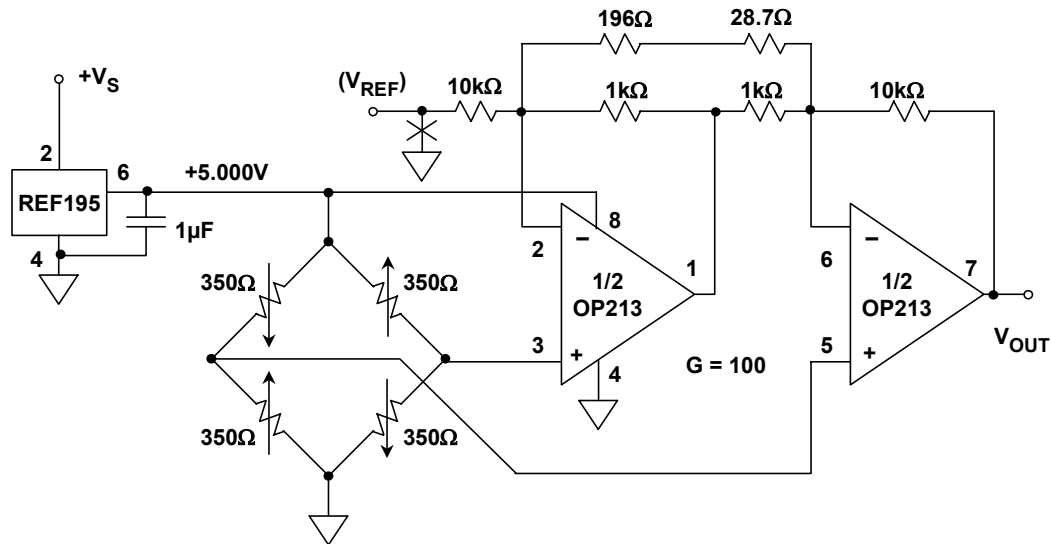 196Ω 28.7Ω
+VS
(VREF) 10kΩ 1kΩ 1kΩ 10kΩ
2
6 +5.000V
REF195
1µF
4
8
2 −
1
1/2
OP213
3 +
4
G = 100
6 −
7
1/2
OP213
5 +
VOUT
350Ω 350Ω
350Ω 350Ω